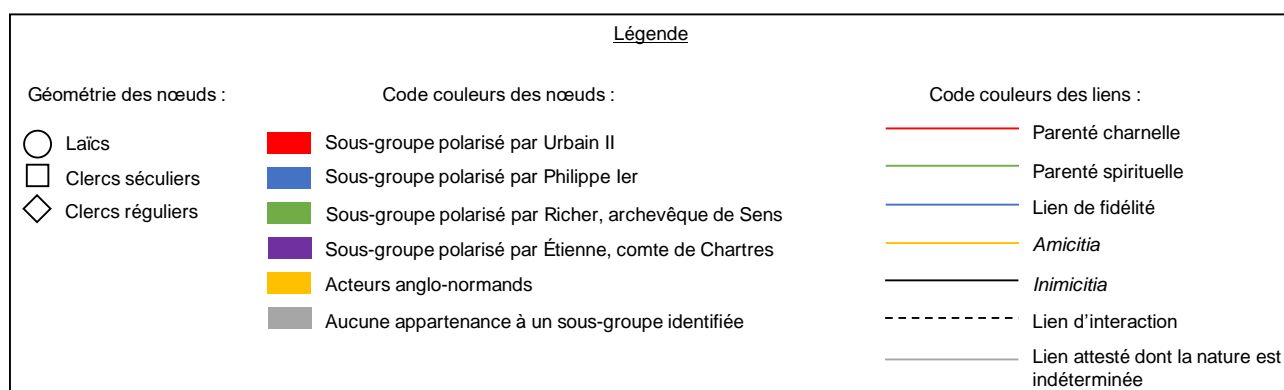 Légende
Géométrie des nœuds :
Laïcs
Clercs séculiers
Clercs réguliers
Code couleurs des nœuds :
Sous-groupe polarisé par Urbain II
Sous-groupe polarisé par Philippe Ier
Sous-groupe polarisé par Richer, archevêque de Sens
Sous-groupe polarisé par Étienne, comte de Chartres
Acteurs anglo-normands
Aucune appartenance à un sous-groupe identifiée
Code couleurs des liens :
Parenté charnelle
Parenté spirituelle
Lien de fidélité
Amicitia
Inimicitia
Lien d'interaction
Lien attesté dont la nature est
indéterminée